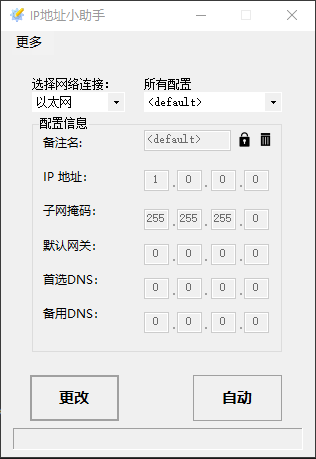 IP地址小助手
更多
选择网络连接： 所有配置
以太网 <default>
配置信息
备注名: <default>
IP 地址: 1 . 0 . 0 . 0
子网掩码: 255 . 255 . 255 . 0
默认网关: 0 . 0 . 0 . 0
首选DNS: 0 . 0 . 0 . 0
备用DNS: 0 . 0 . 0 . 0
更改 自动